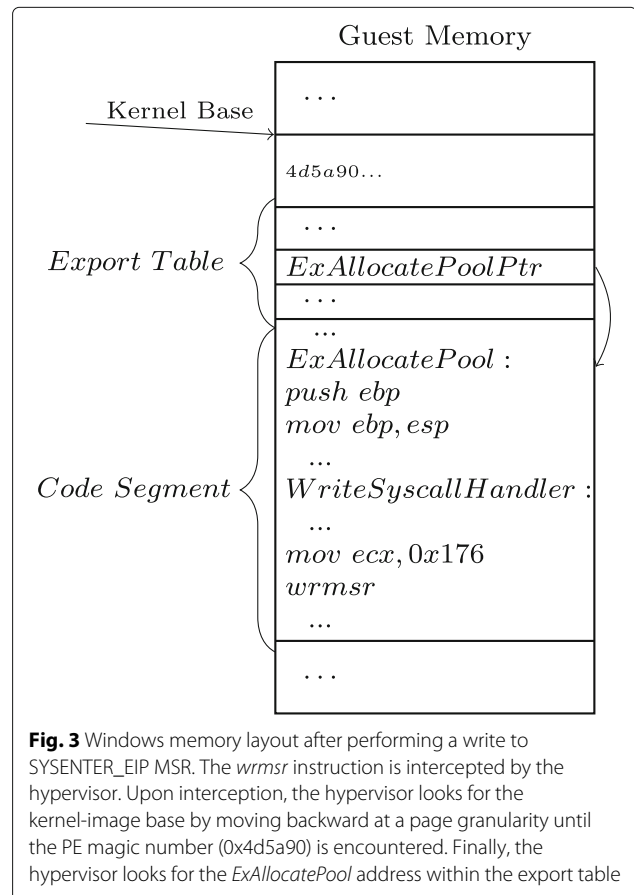 Guest Memory
. . .
Kernel Base
4d5a90...
. . .
Export Table
ExAllocatePoolPtr
. . .
...
ExAllocatePool :
push ebp
mov ebp, esp
...
Code Segment
WriteSyscallHandler :
...
mov ecx, 0x176
wrmsr
...
. . .
Fig. 3 Windows memory layout after performing a write to
SYSENTER_EIP MSR. The wrmsr instruction is intercepted by the
hypervisor. Upon interception, the hypervisor looks for the
kernel-image base by moving backward at a page granularity until
the PE magic number (0x4d5a90) is encountered. Finally, the
hypervisor looks for the ExAllocatePool address within the export table